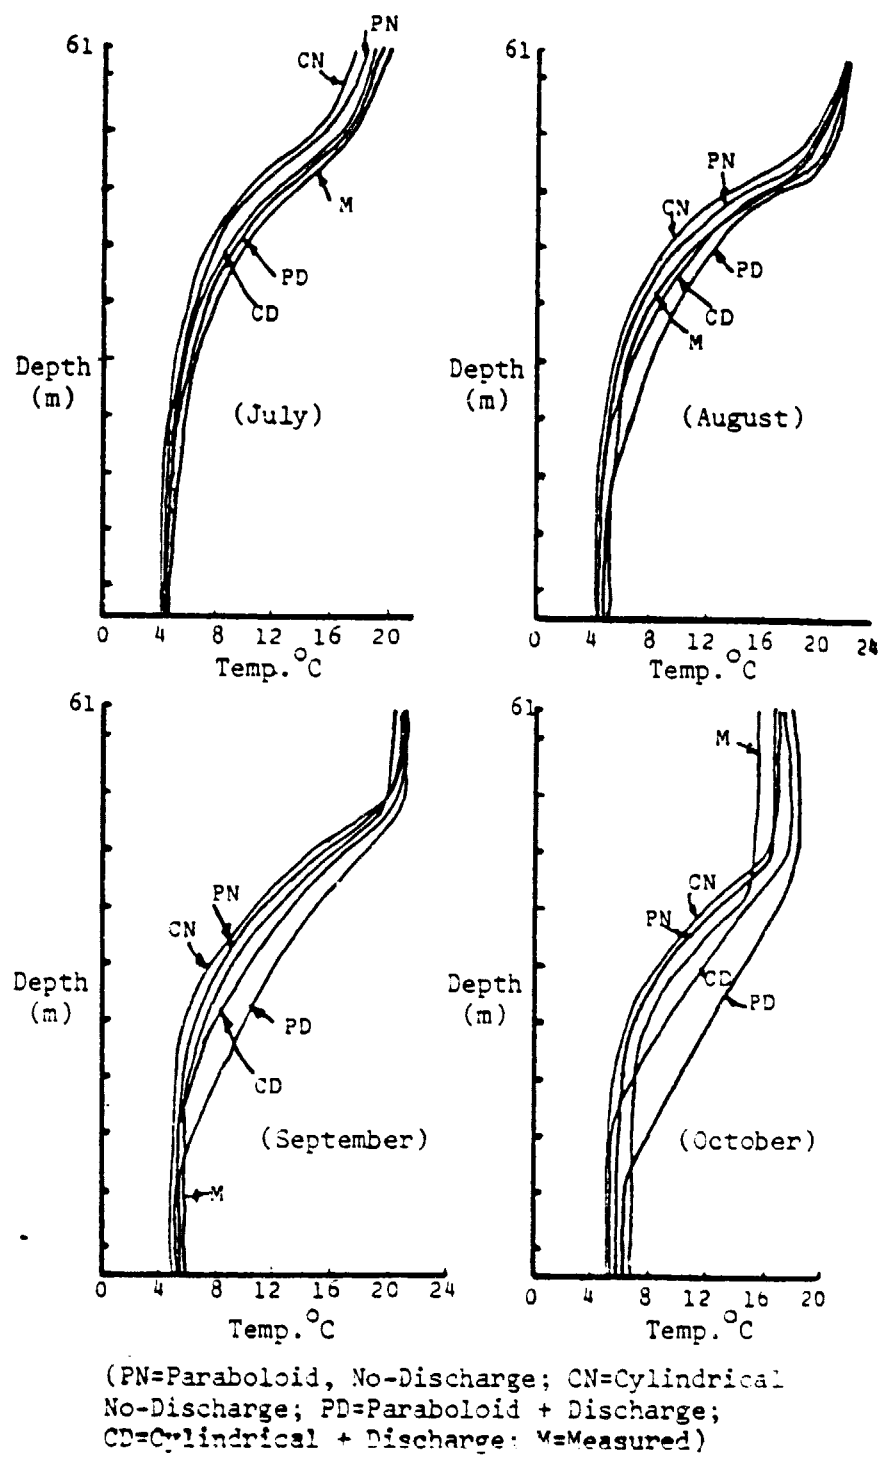 61
PN
CN
M
PD
CD
Depth
(m)
(July)
0 4 8 12 16 20
Temp.°C
61
PN
CN
PD
CD
M
Depth
(m)
(August)
0 4 8 12 16 20 24
Temp.°C
61
PN
CN
PD
CD
Depth
(m)
(September)
M
0 4 8 12 16 20 24
Temp.°C
61
M
CN
PN
CD
PD
Depth
(m)
(October)
0 4 8 12 16 20
Temp.°C
(PN=Paraboloid, No-Discharge; CN=Cylindrical
No-Discharge; PD=Paraboloid + Discharge;
CD=Cylindrical + Discharge; M=Measured)